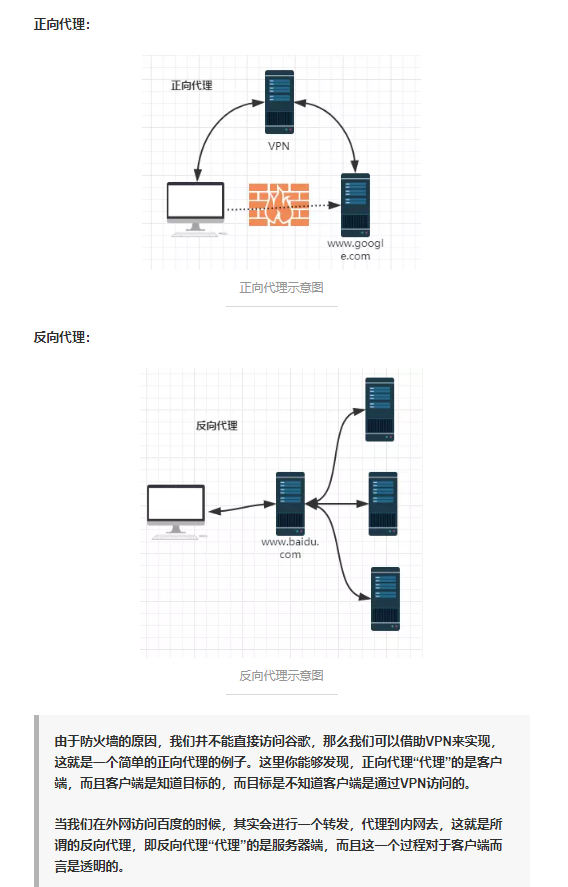 正向代理：
正向代理
VPN
www.googl
e.com
正向代理示意图
反向代理：
反向代理
www.baidu.
com
反向代理示意图
由于防火墙的原因，我们并不能直接访问谷歌，那么我们可以借助VPN来实现，
这就是一个简单的正向代理的例子。这里你能够发现，正向代理“代理”的是客户
端，而且客户端是知道目标的，而目标是不知道客户端是通过VPN访问的。
当我们在外网访问百度的时候，其实会进行一个转发，代理到内网去，这就是所
谓的反向代理，即反向代理“代理”的是服务器端，而且这一个过程对于客户端而
言是透明的。